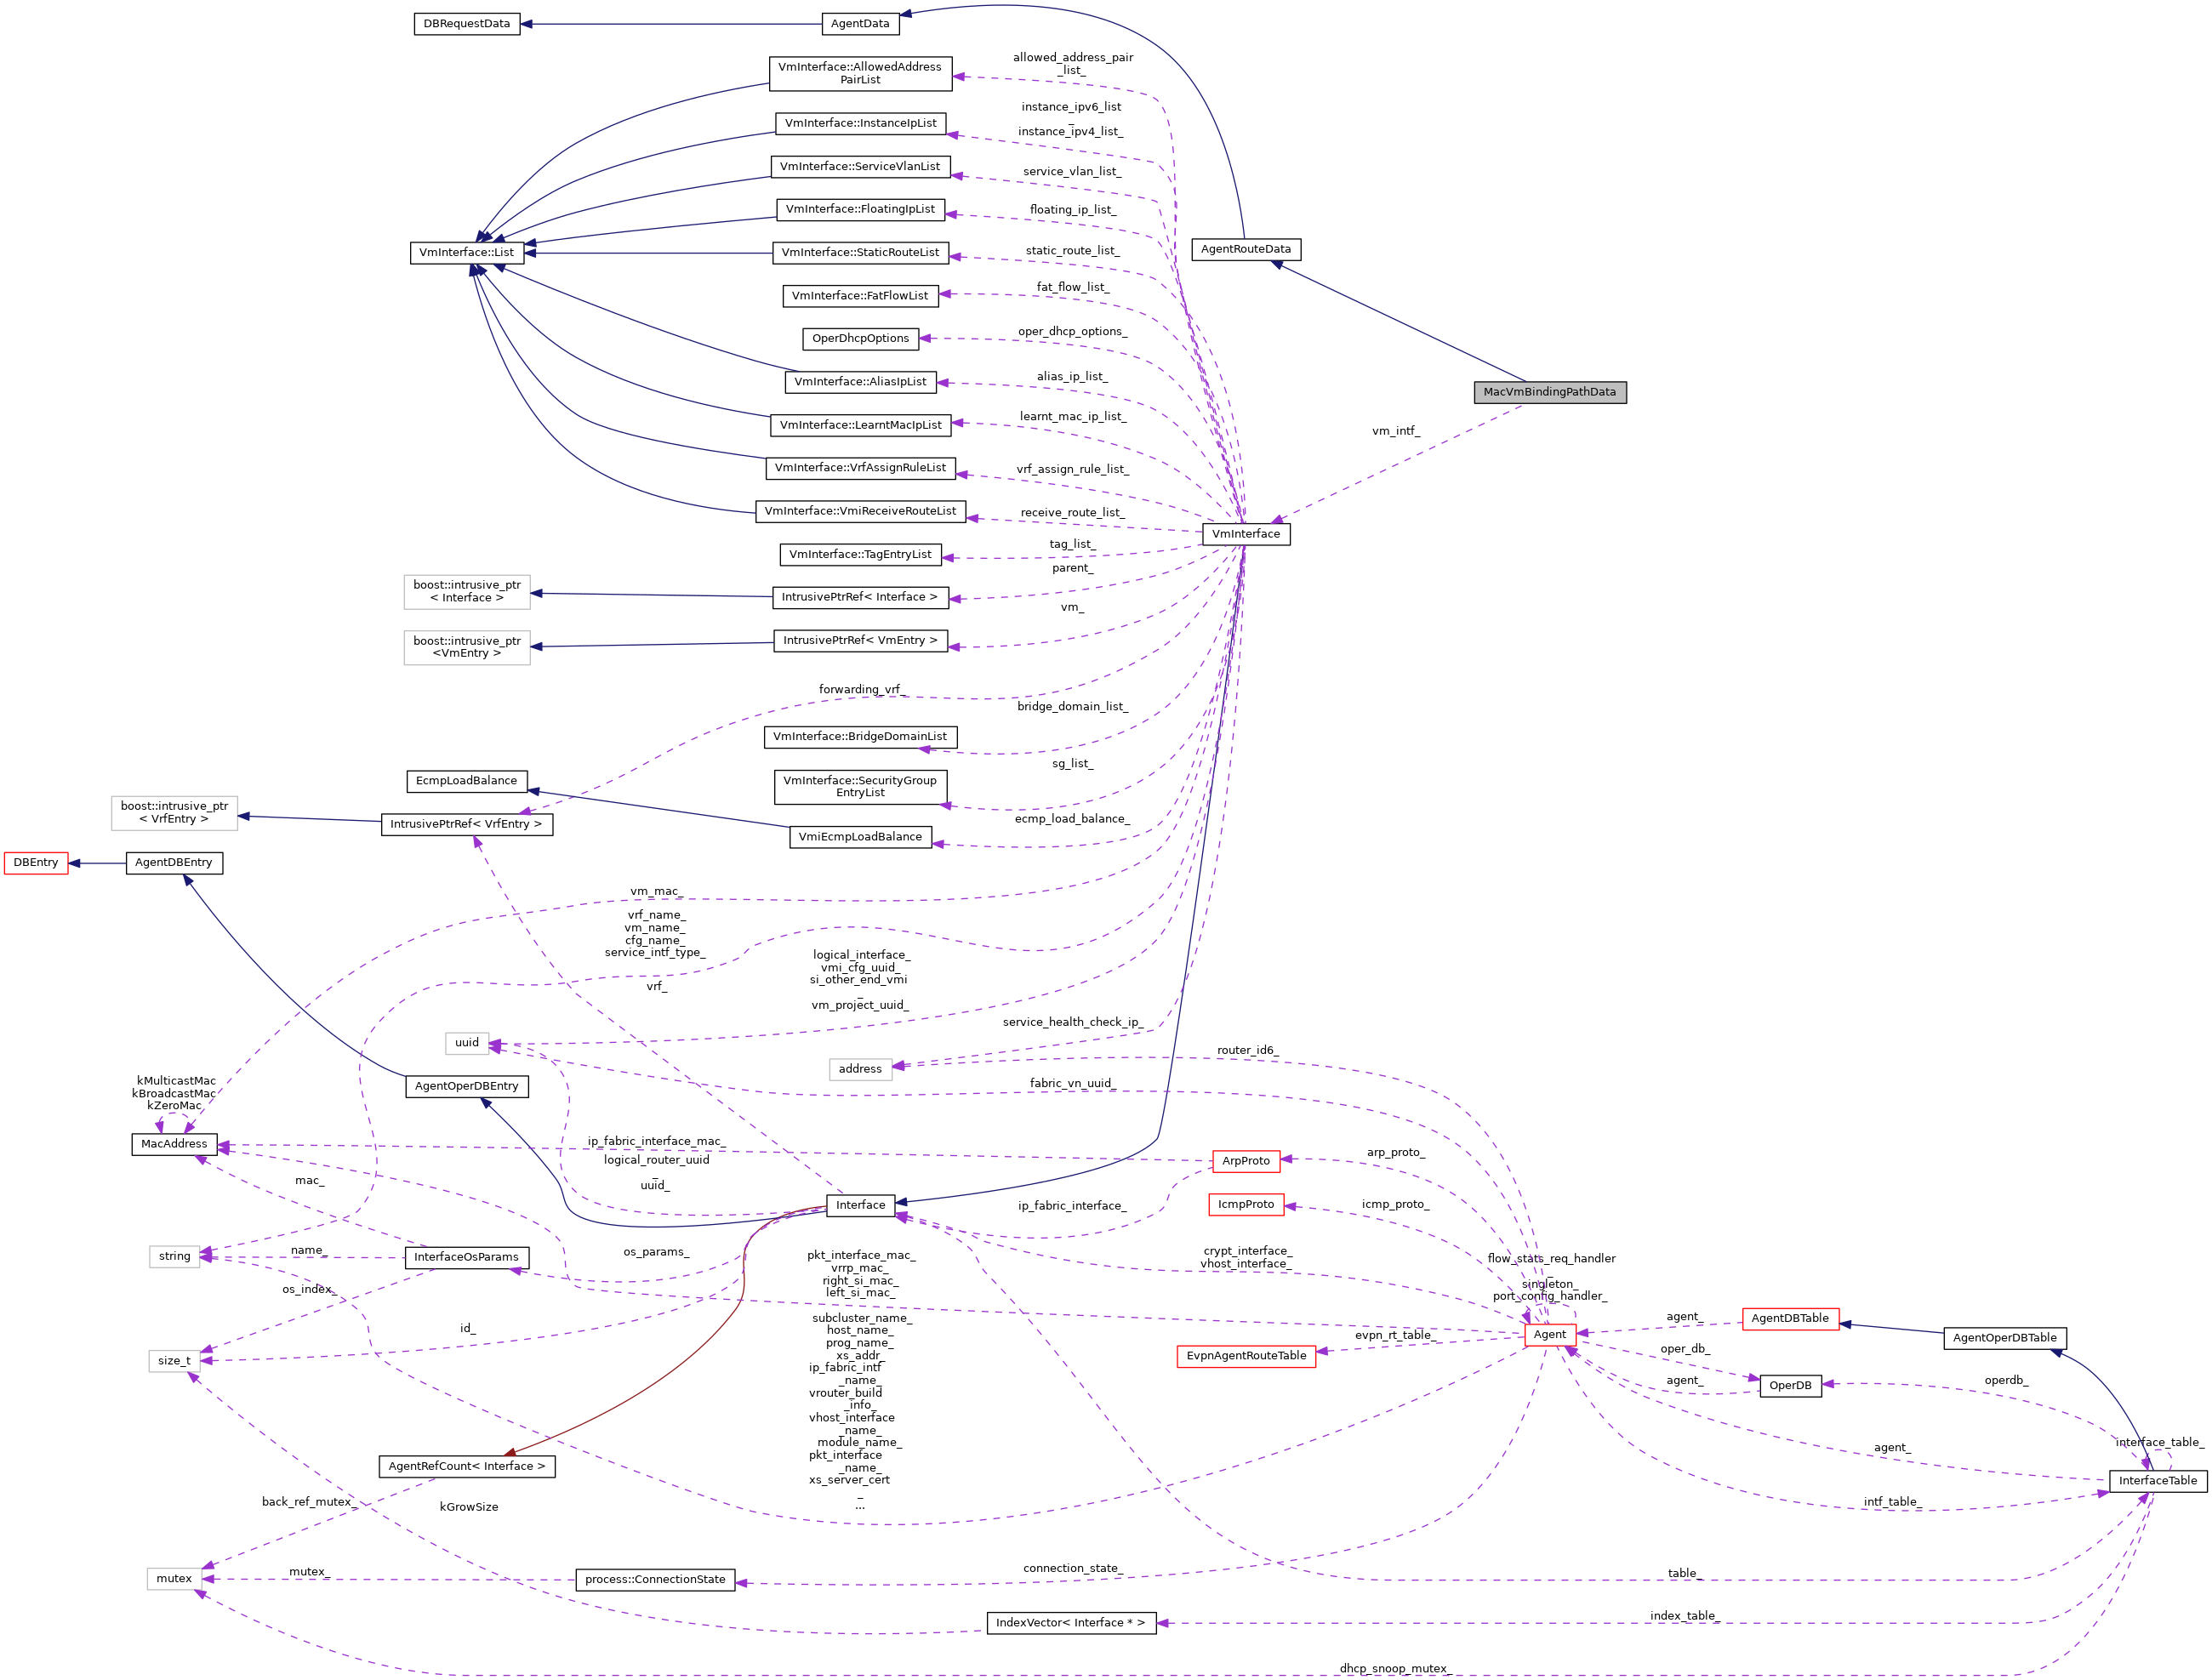 DBRequestData
AgentData
VmInterface::AllowedAddress
PairList
allowed_address_pair
_list_
VmInterface::InstanceIpList
instance_ipv6_list
_
instance_ipv4_list_
VmInterface::ServiceVlanList
service_vlan_list_
VmInterface::FloatingIpList
floating_ip_list_
VmInterface::List
VmInterface::StaticRouteList
static_route_list_
AgentRouteData
VmInterface::FatFlowList
fat_flow_list_
OperDhcpOptions
oper_dhcp_options_
VmInterface::AliasIpList
alias_ip_list_
MacVmBindingPathData
VmInterface::LearntMacIpList
learnt_mac_ip_list_
vm_intf_
VmInterface::VrfAssignRuleList
vrf_assign_rule_list_
VmInterface::VmiReceiveRouteList
receive_route_list_
VmInterface
VmInterface::TagEntryList
tag_list_
boost::intrusive_ptr
< Interface >
IntrusivePtrRef< Interface >
parent_
boost::intrusive_ptr
<VmEntry >
IntrusivePtrRef< VmEntry >
vm_
forwarding_vrf_
VmInterface::BridgeDomainList
bridge_domain_list_
EcmpLoadBalance
VmInterface::SecurityGroup
EntryList
sg_list_
boost::intrusive_ptr
< VrfEntry >
IntrusivePtrRef< VrfEntry >
VmiEcmpLoadBalance
ecmp_load_balance_
DBEntry
AgentDBEntry
vm_mac_
vrf_name_
vm_name_
cfg_name_
service_intf_type_
vrf_
logical_interface_
vmi_cfg_uuid_
si_other_end_vmi
_
vm_project_uuid_
service_health_check_ip_
uuid
address
router_id6_
fabric_vn_uuid_
AgentOperDBEntry
kMulticastMac
kBroadcastMac
kZeroMac
MacAddress
ip_fabric_interface_mac_
logical_router_uuid
_
uuid_
ArpProto
arp_proto_
mac_
Interface
ip_fabric_interface_
IcmpProto
icmp_proto_
string
name_
InterfaceOsParams
os_params_
pkt_interface_mac_
vrrp_mac_
right_si_mac_
left_si_mac_
crypt_interface_
vhost_interface_
flow_stats_req_handler
_
singleton_
port_config_handler_
os_index_
id_
size_t
subcluster_name_
host_name_
prog_name_
xs_addr_
ip_fabric_intf
_name_
vrouter_build
_info_
vhost_interface
_name_
module_name_
pkt_interface
_name_
xs_server_cert
_
...
EvpnAgentRouteTable
evpn_rt_table_
Agent
agent_
AgentDBTable
AgentOperDBTable
oper_db_
agent_
OperDB
operdb_
agent_
interface_table_
InterfaceTable
intf_table_
AgentRefCount< Interface >
back_ref_mutex_
kGrowSize
mutex
mutex_
process::ConnectionState
connection_state_
table_
IndexVector< Interface * >
index_table_
dhcp_snoop_mutex_